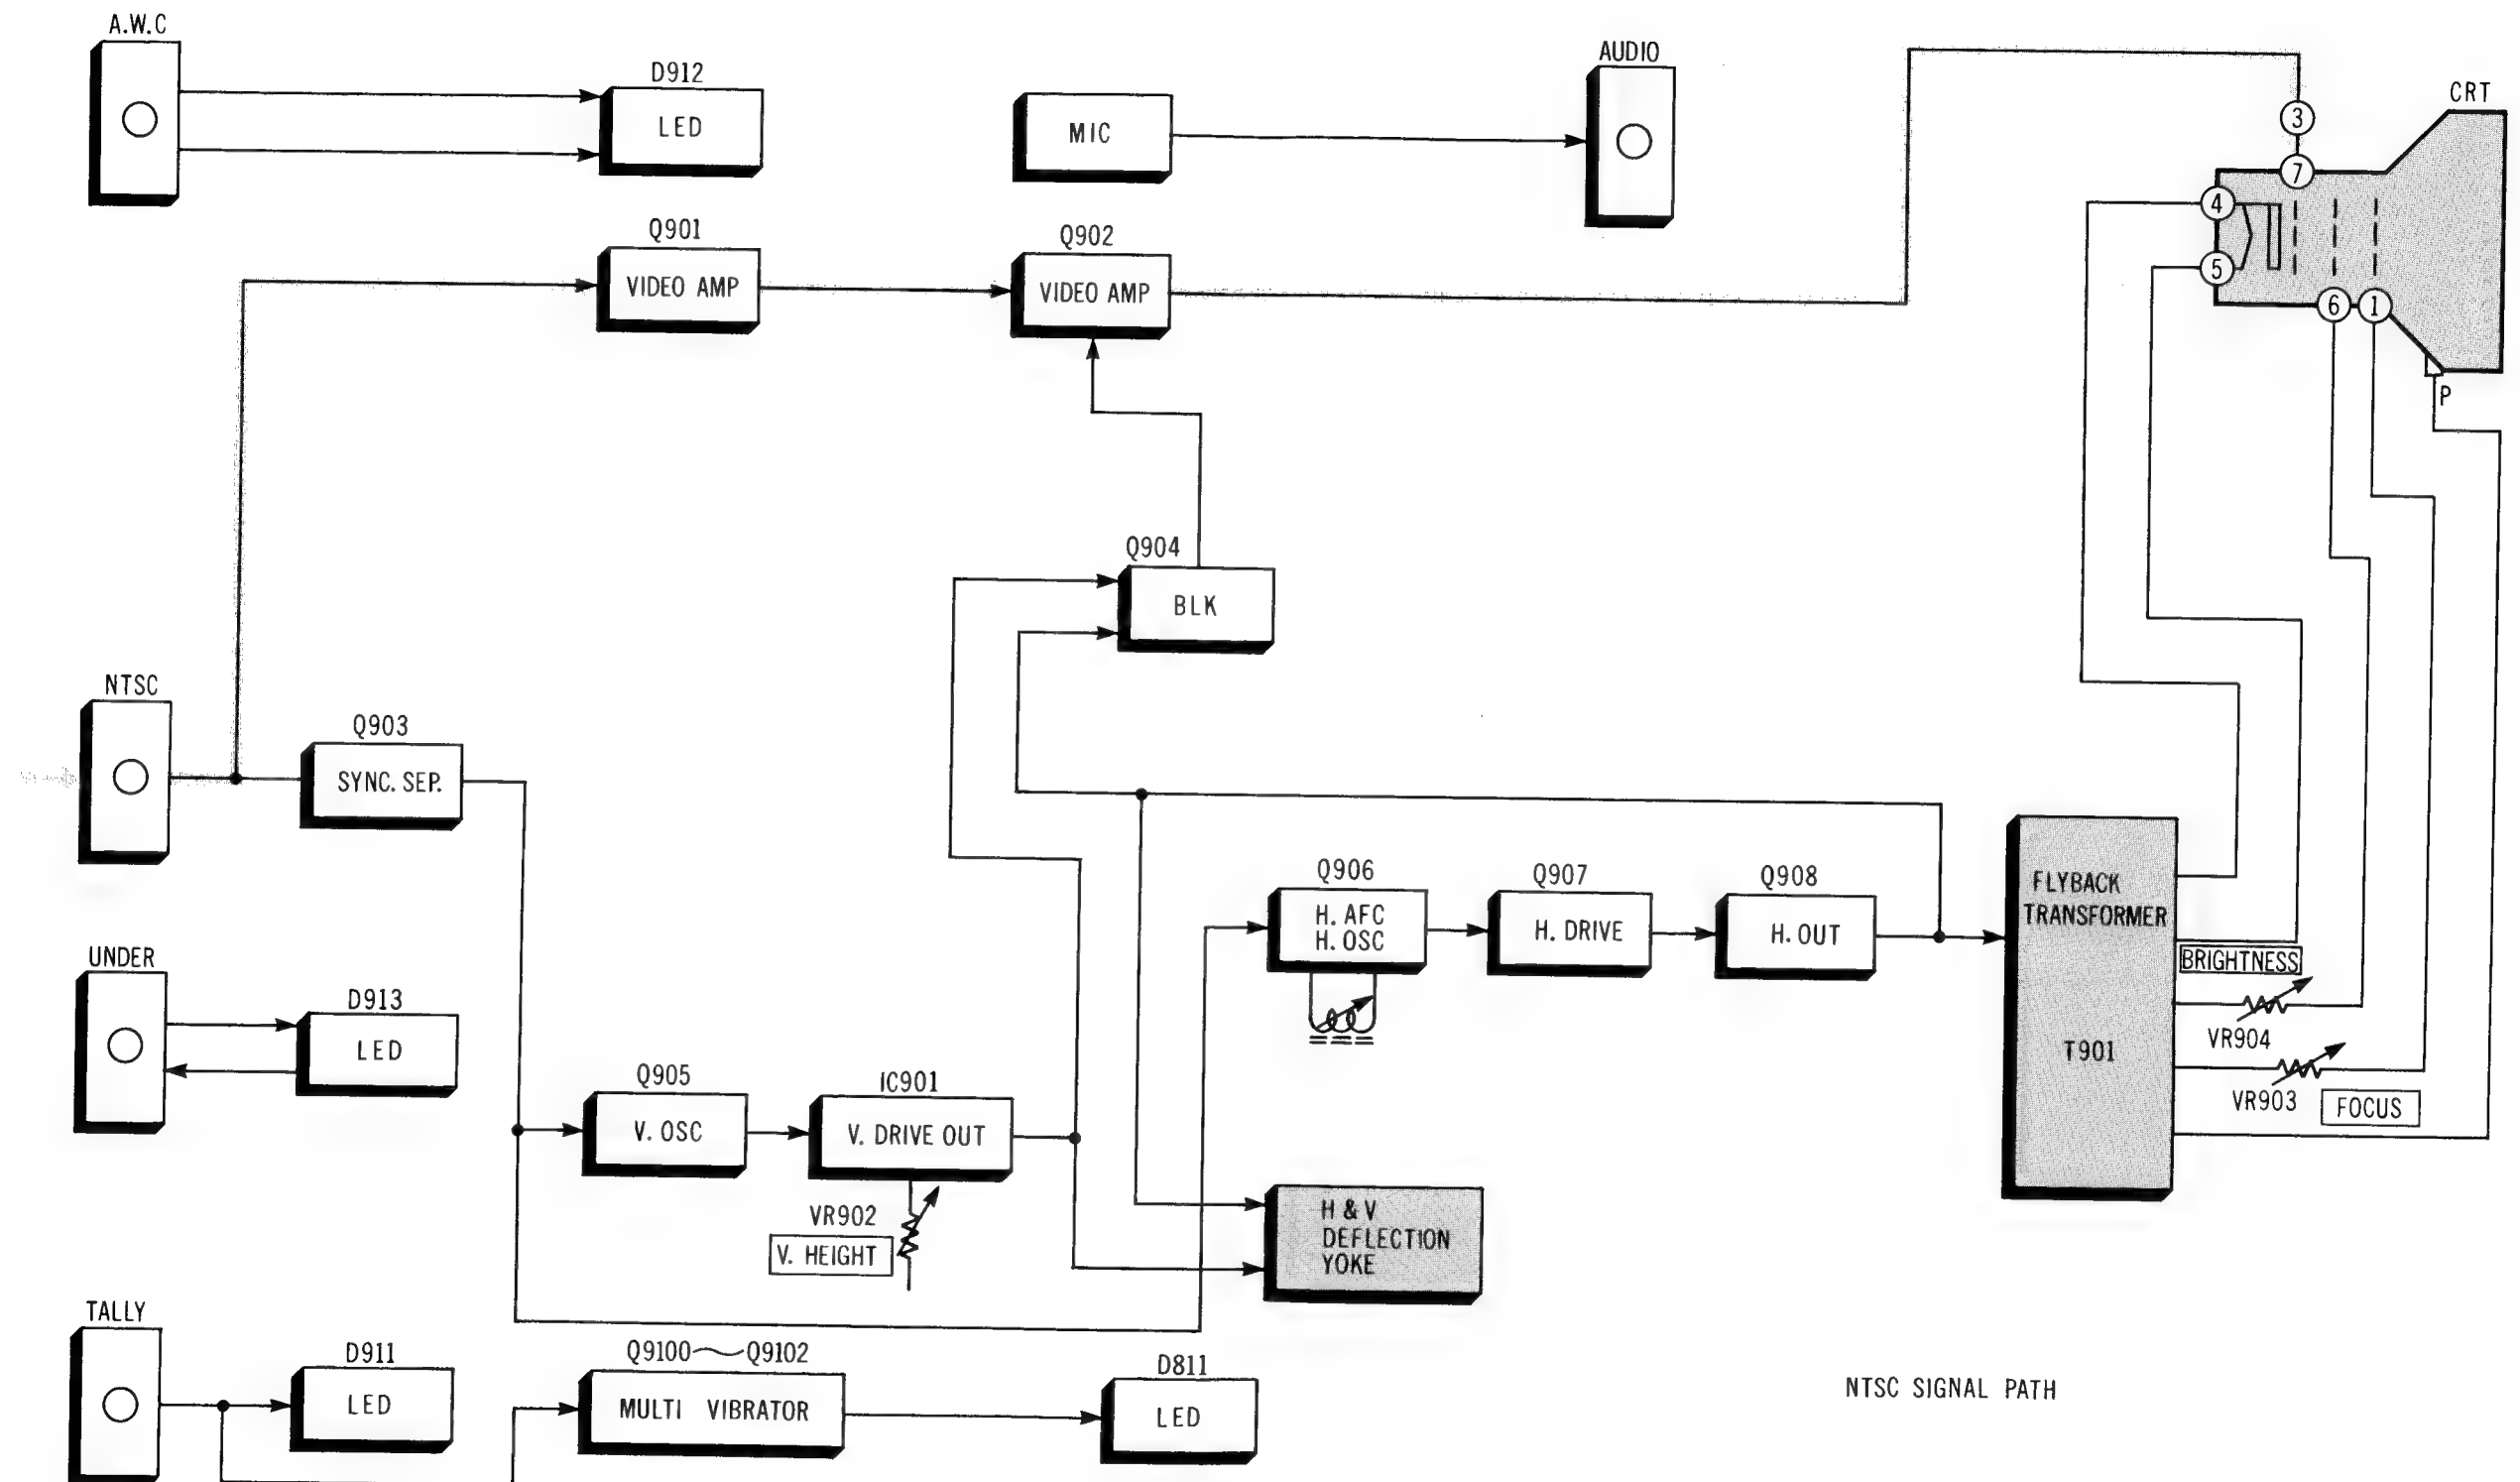 A.W.C
D912
LED
MIC
AUDIO
CRT
3
7
4
5
6
1
P
Q901
VIDEO AMP
Q902
VIDEO AMP
Q904
BLK
NTSC
Q903
SYNC. SEP.
Q906
H. AFC
H. OSC
Q907
H. DRIVE
Q908
H. OUT
FLYBACK
TRANSFORMER
T901
BRIGHTNESS
VR904
VR903
FOCUS
UNDER
D913
LED
Q905
V. OSC
IC901
V. DRIVE OUT
VR902
V. HEIGHT
H & V
DEFLECTION
YOKE
TALLY
D911
LED
Q9100〜Q9102
MULTI VIBRATOR
D811
LED
NTSC SIGNAL PATH